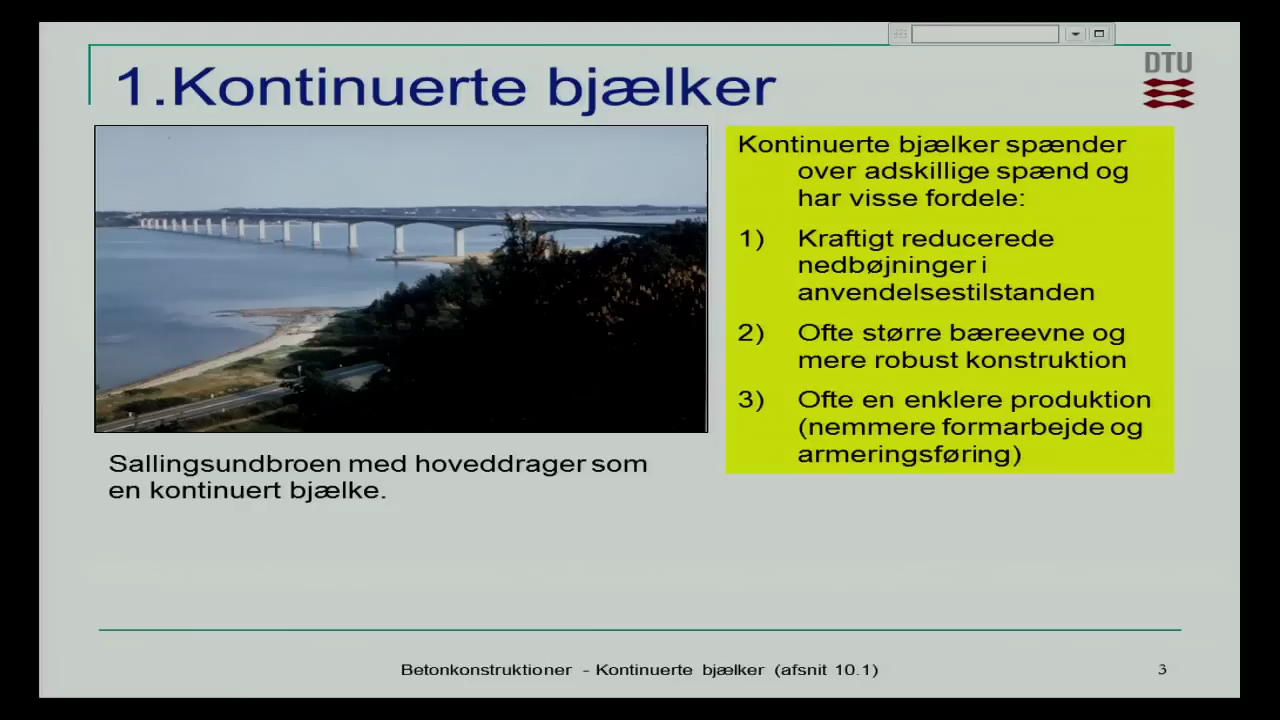 1.Kontinuerte bjælker
DTU
Kontinuerte bjælker spænder
over adskillige spænd og
har visse fordele:
1) Kraftigt reducerede
nedbøjninger i
anvendelsestilstanden
2) Ofte større bæreevne og
mere robust konstruktion
3) Ofte en enklere produktion
(nemmere formarbejde og
armeringsføring)
Sallingsundbroen med hoveddrager som
en kontinuert bjælke.
Betonkonstruktioner - Kontinuerte bjælker (afsnit 10.1)
3